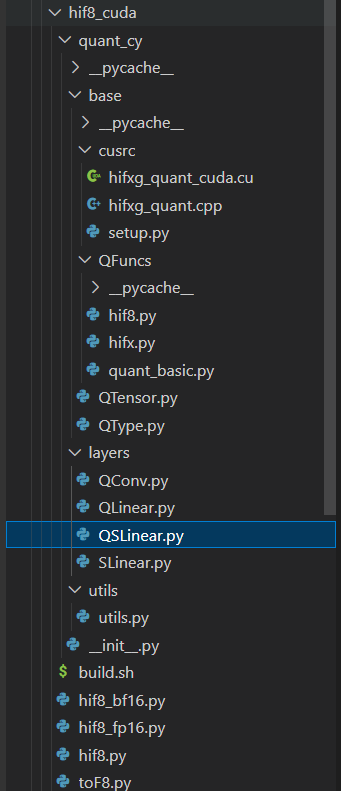 hif8_cuda
quant_cy
__pycache__
base
__pycache__
cusrc
hifxg_quant_cuda.cu
hifxg_quant.cpp
setup.py
QFuncs
__pycache__
hif8.py
hifx.py
quant_basic.py
QTensor.py
QType.py
layers
QConv.py
QLinear.py
QSLinear.py
SLinear.py
utils
utils.py
__init__.py
$ build.sh
hif8_bf16.py
hif8_fp16.py
hif8.py
toF8.py